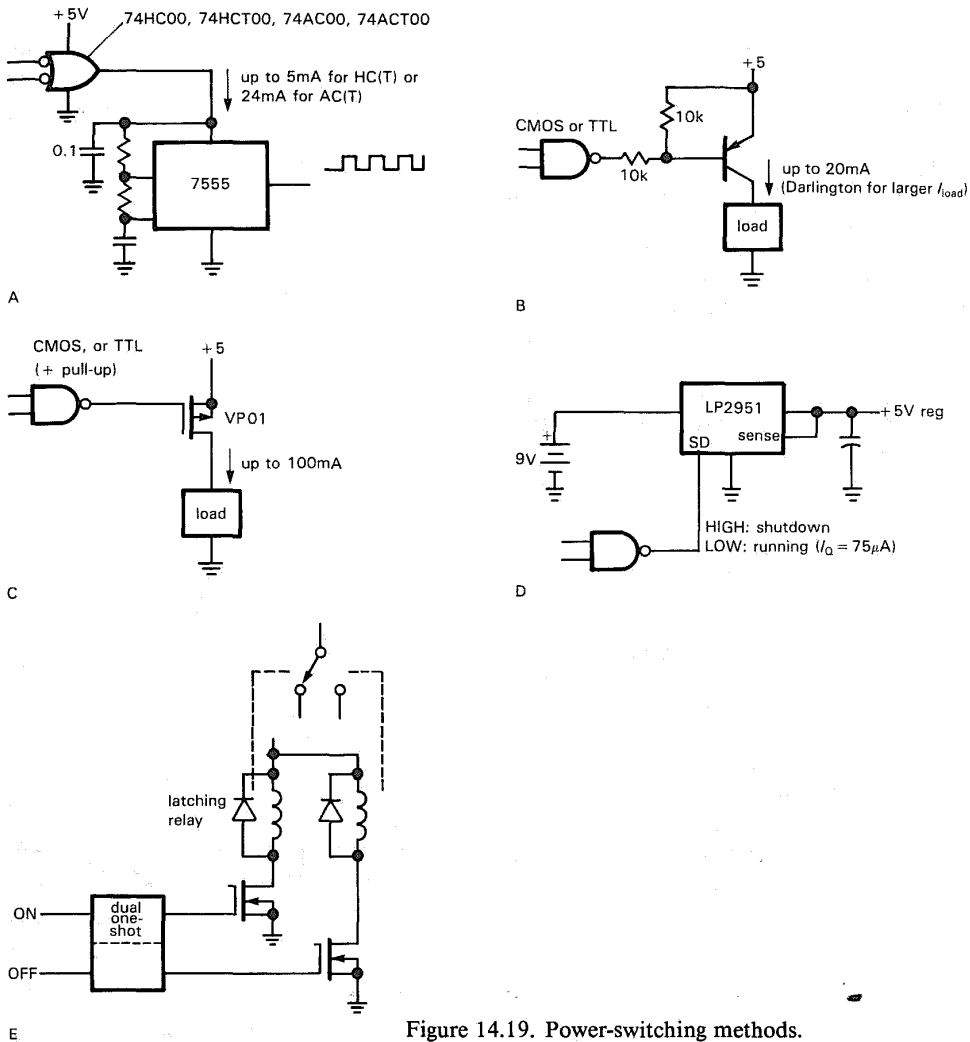 +5V
74HC00, 74HCT00, 74AC00, 74ACT00
up to 5mA for HC(T) or
24mA for AC(T)
0.1
7555
A
+5
10k
CMOS or TTL
10k
up to 20mA
(Darlington for larger Iload)
load
B
CMOS, or TTL
(+ pull-up)
+5
VP01
up to 100mA
load
C
LP2951
SD
sense
+5V reg
+
9V
HIGH: shutdown
LOW: running (IQ = 75μA)
D
latching
relay
ON
dual
one-
shot
OFF
E
Figure 14.19. Power-switching methods.